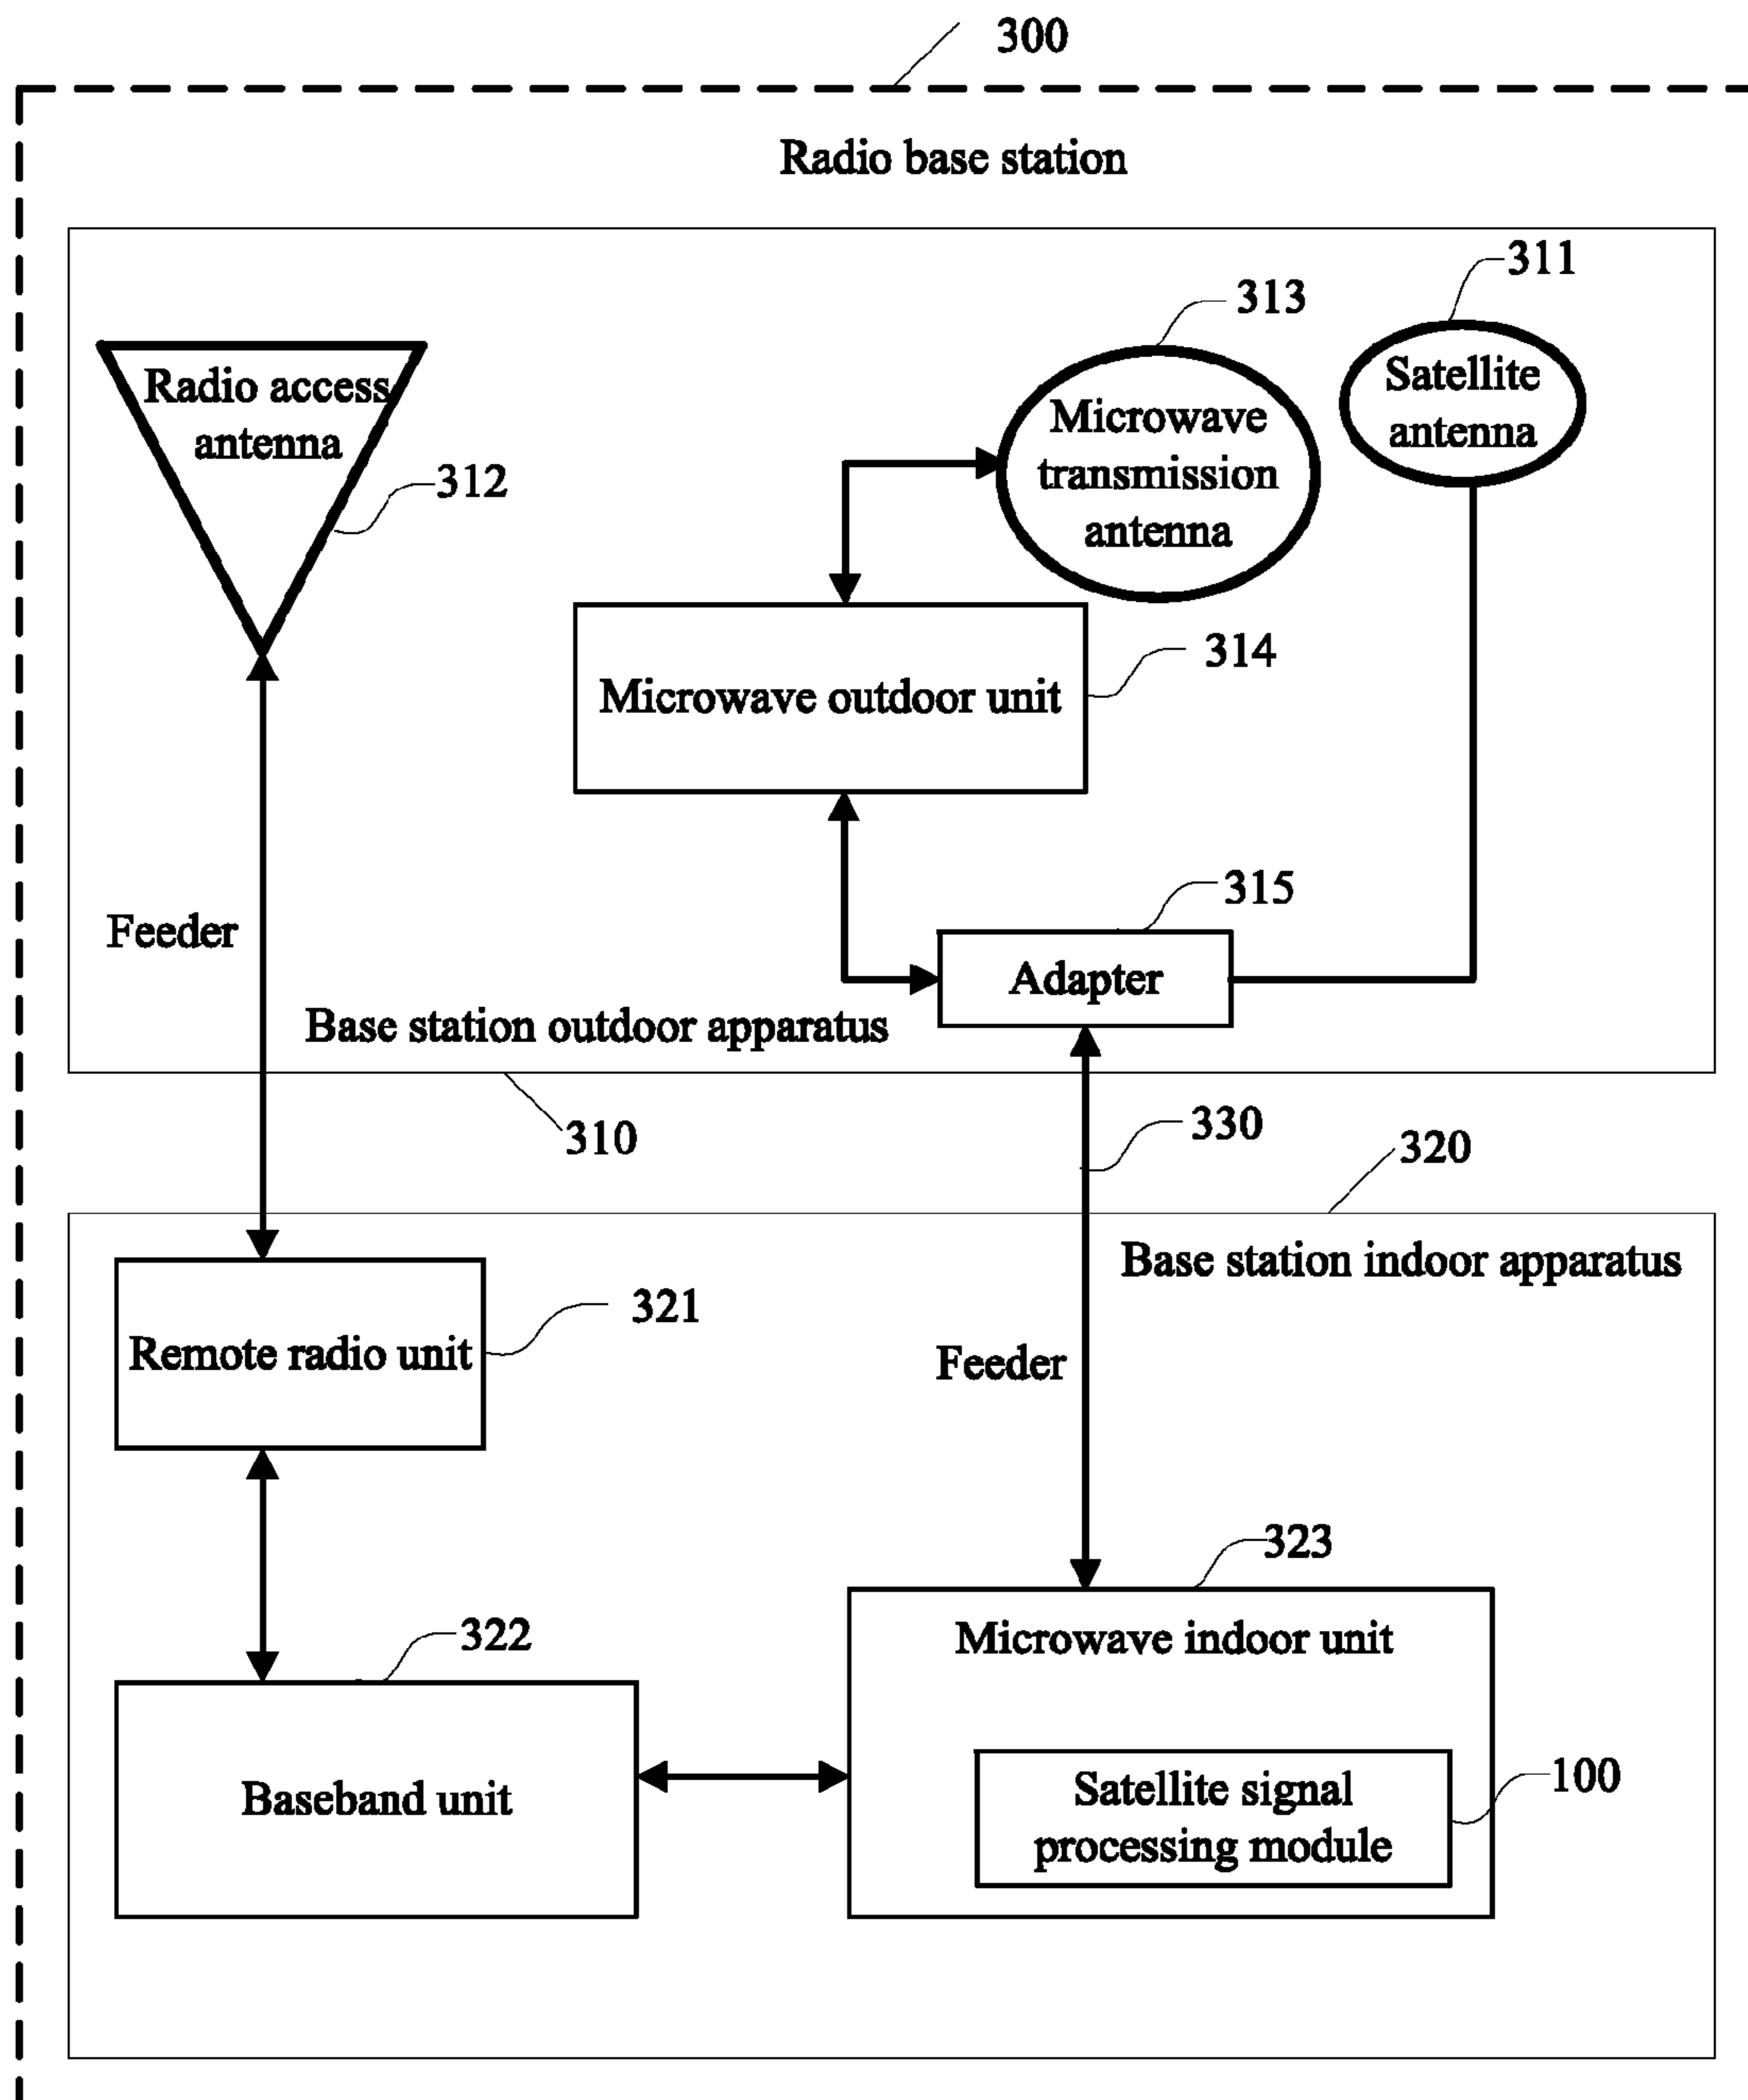 300
Radio base station
311
313
Radio access
antenna
312
Microwave
transmission
antenna
Satellite
antenna
314
Microwave outdoor unit
315
Feeder
Adapter
Base station outdoor apparatus
310
330
320
Base station indoor apparatus
321
Remote radio unit
Feeder
323
322
Microwave indoor unit
Baseband unit
Satellite signal
processing module
100